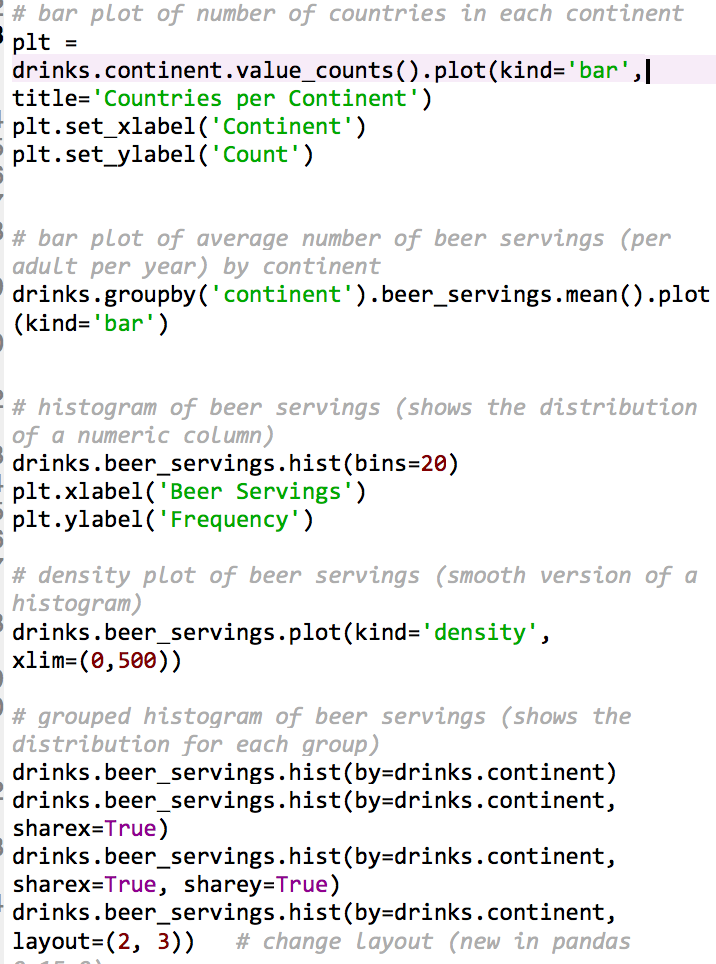 # bar plot of number of countries in each continent
plt =
drinks.continent.value_counts().plot(kind='bar',
title='Countries per Continent')
plt.set_xlabel('Continent')
plt.set_ylabel('Count')
# bar plot of average number of beer servings (per
adult per year) by continent
drinks.groupby('continent').beer_servings.mean().plot
(kind='bar')
# histogram of beer servings (shows the distribution
of a numeric column)
drinks.beer_servings.hist(bins=20)
plt.xlabel('Beer Servings')
plt.ylabel('Frequency')
# density plot of beer servings (smooth version of a
histogram)
drinks.beer_servings.plot(kind='density',
xlim=(0,500))
# grouped histogram of beer servings (shows the
distribution for each group)
drinks.beer_servings.hist(by=drinks.continent)
drinks.beer_servings.hist(by=drinks.continent,
sharex=True)
drinks.beer_servings.hist(by=drinks.continent,
sharex=True, sharey=True)
drinks.beer_servings.hist(by=drinks.continent,
layout=(2, 3))   # change layout (new in pandas